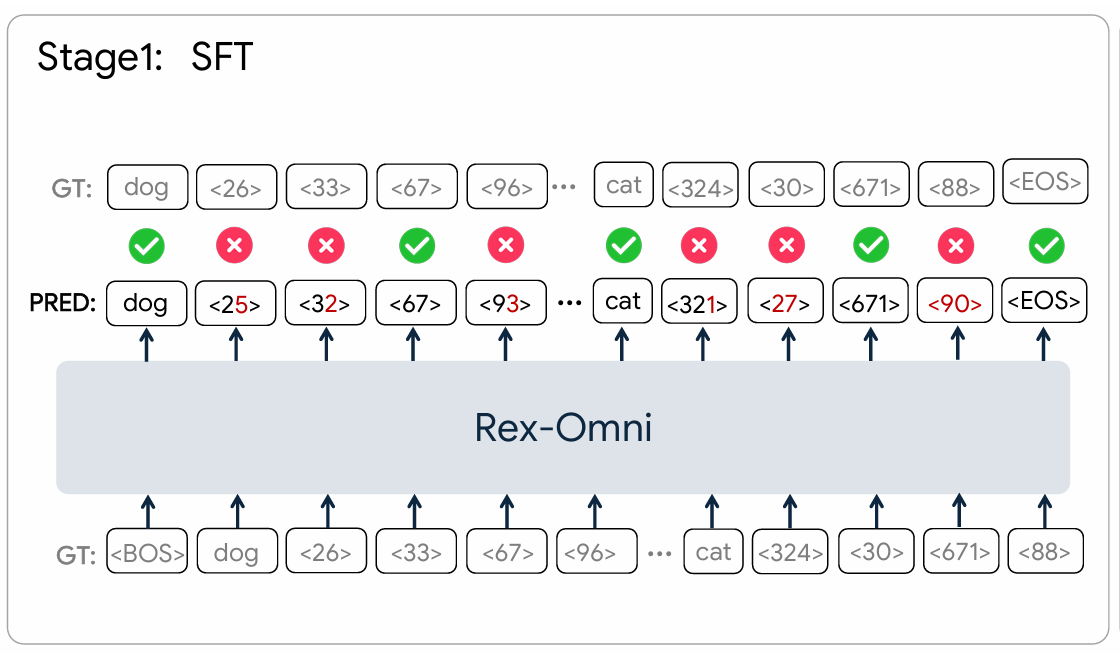 Stage1: SFT
GT: dog <26> <33> <67> <96> ... cat <324> <30> <671> <88> <EOS>
PRED: dog <25> <32> <67> <93> ... cat <321> <27> <671> <90> <EOS>
Rex-Omni
GT: <BOS> dog <26> <33> <67> <96> ... cat <324> <30> <671> <88>